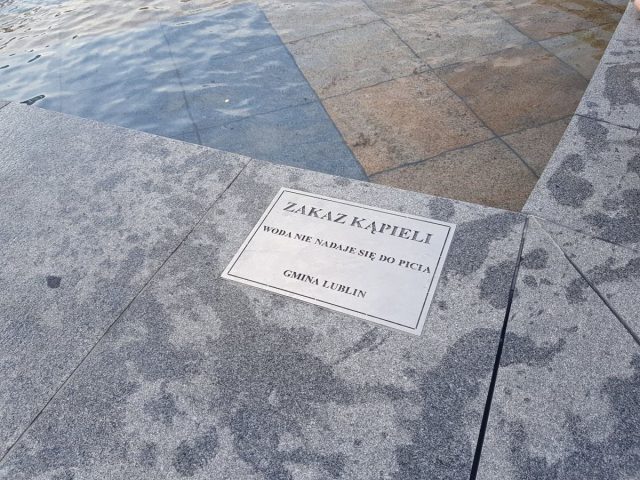 ZAKAZ KĄPIELI
WODA NIE NADAJE SIĘ DO PICIA
GMINA LUBLIN